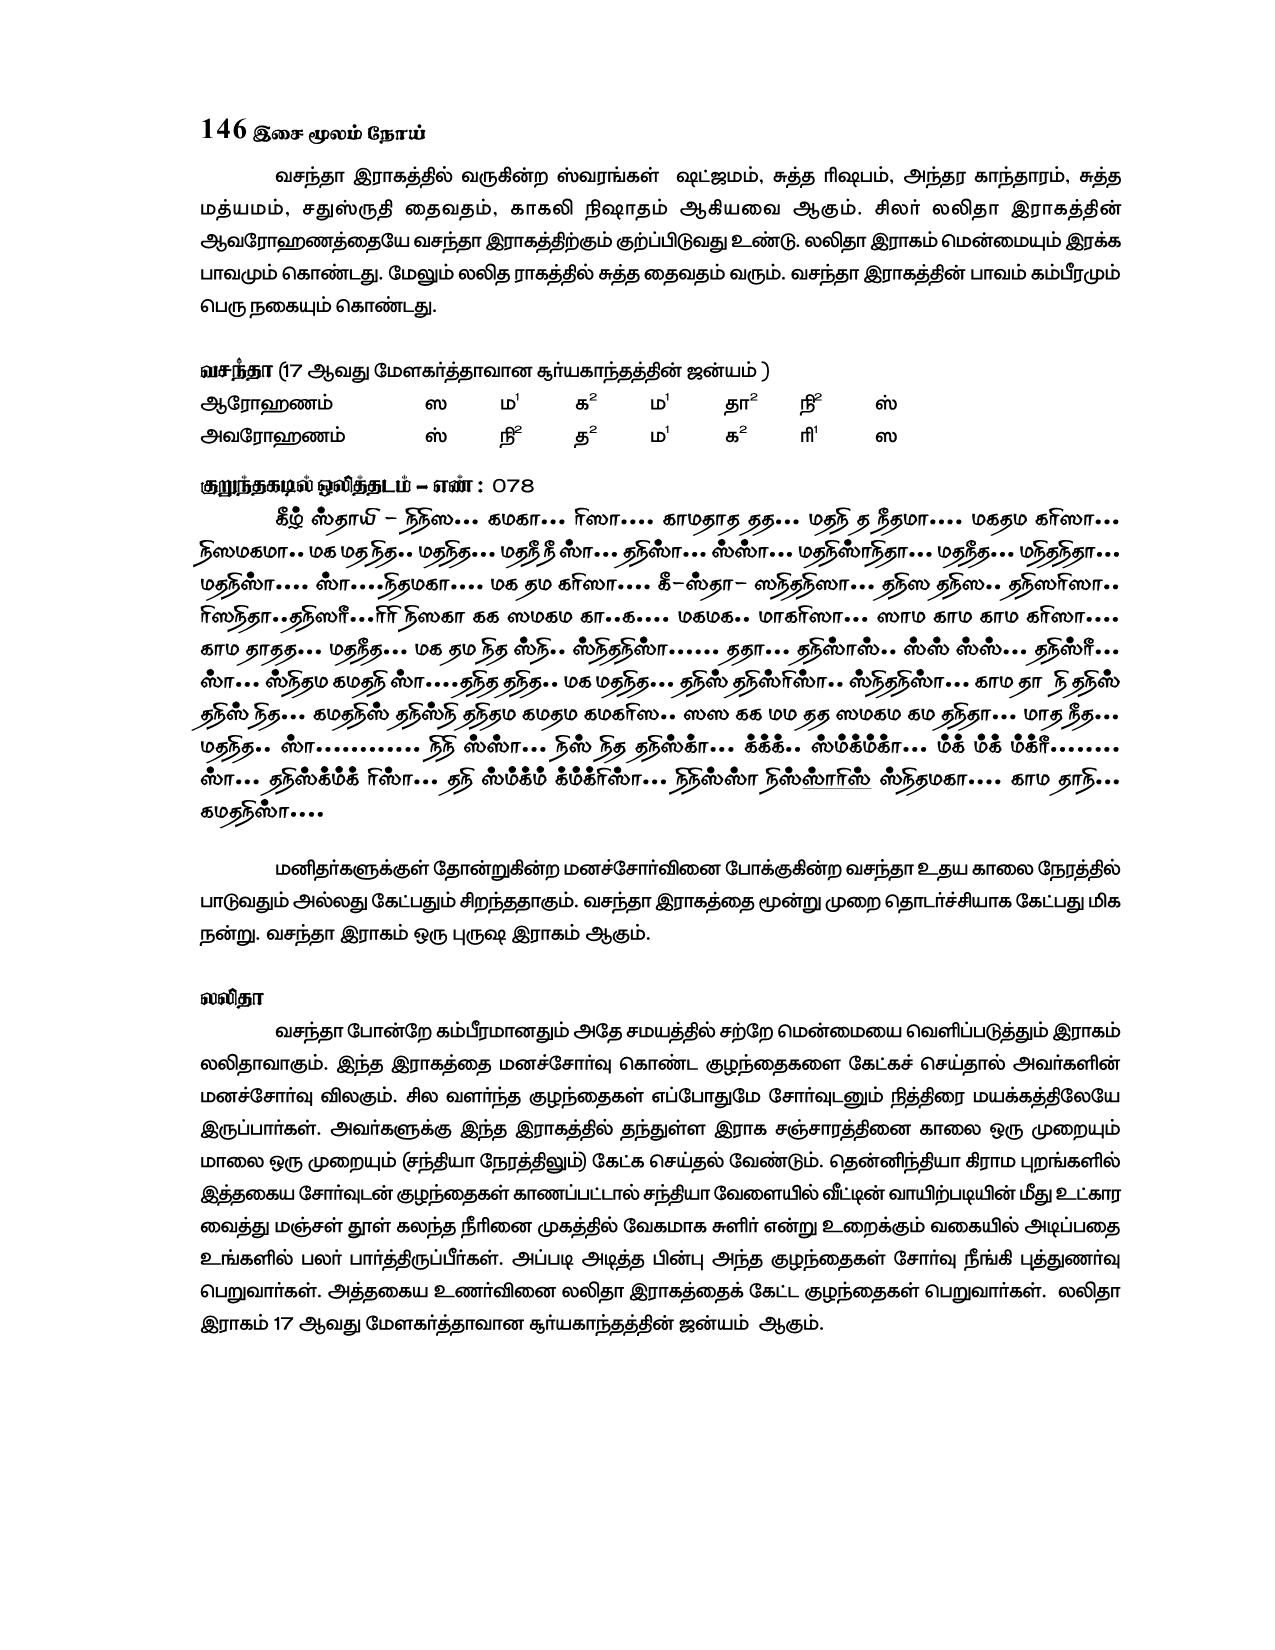 146 இசை மூலம் நோய்
வசந்தா இராகத்தில் வருகின்ற ஸ்வரங்கள் ஷட்ஜமம், சுத்த ரிஷபம், அந்தர காந்தாரம், சுத்த
மத்யமம், சதுஸ்ருதி தைவதம், காகலி நிஷாதம் ஆகியவை ஆகும். சிலர் லலிதா இராகத்தின்
ஆவரோஹணத்தையே வசந்தா இராகத்திற்கும் குற்ப்பிடுவது உண்டு. லலிதா இராகம் மென்மையும் இரக்க
பாவமும் கொண்டது. மேலும் லலித ராகத்தில் சுத்த தைவதம் வரும். வசந்தா இராகத்தின் பாவம் கம்பீரமும்
பெரு நகையும் கொண்டது.
வசந்தா (17 ஆவது மேளகர்த்தாவான சூர்யகாந்தத்தின் ஜன்யம் )
ஆரோஹணம் ஸ ம¹ க² ம¹ தா² நி² ஸ்
அவரோஹணம் ஸ் நி² த² ம¹ க² ரி¹ ஸ
குறுந்தகடில் ஒலித்தடம் – எண் : 078
கீழ் ஸ்தாயி – நிநிஸ... கமகா... ரிஸா.... காமதாத தத... மதநி த நீதமா.... மகதம கரிஸா...
நிஸமகமா.. மக மத நித.. மதநித... மதநீ நீ ஸ்ா... தநிஸ்ா... ஸ்ஸ்ா... மதநிஸ்ாநிதா... மதநீத... மநிதநிதா...
மதநிஸ்ா.... ஸ்ா....நிதமகா.... மக தம கரிஸா.... கீ–ஸ்தா– ஸநிதநிஸா... தநிஸ தநிஸ.. தநிஸரிஸா..
ரிஸநிதா..தநிஸரீ...ரிரி நிஸகா கக ஸமகம கா..க.... மகமக.. மாகரிஸா... ஸாம காம காம கரிஸா....
காம தாதத... மதநீத... மக தம நித ஸ்நி.. ஸ்நிதநிஸ்ா...... ததா... தநிஸ்ாஸ்.. ஸ்ஸ் ஸ்ஸ்... தநிஸ்ரீ...
ஸ்ா... ஸ்நிதம கமதநி ஸ்ா....தநித தநித.. மக மதநித... தநிஸ் தநிஸ்ரிஸ்ா.. ஸ்நிதநிஸ்ா... காம தா நி தநிஸ்
தநிஸ் நித... கமதநிஸ் தநிஸ்நி தநிதம கமதம கமகரிஸ.. ஸஸ கக மம தத ஸமகம கம தநிதா... மாத நீத...
மதநித.. ஸ்ா............ நிநி ஸ்ஸ்ா... நிஸ் நித தநிஸ்க்ா... க்க்க்.. ஸ்ம்க்ம்க்ா... ம்க் ம்க் ம்க்ரீ........
ஸ்ா... தநிஸ்க்ம்க் ரிஸ்ா... தநி ஸ்ம்க்ம் க்ம்க்ரிஸ்ா... நிநிஸ்ஸ்ா நிஸ்ஸ்ாரிஸ் ஸ்நிதமகா.... காம தாநி...
கமதநிஸ்ா....
மனிதர்களுக்குள் தோன்றுகின்ற மனச்சோர்வினை போக்குகின்ற வசந்தா உதய காலை நேரத்தில்
பாடுவதும் அல்லது கேட்பதும் சிறந்ததாகும். வசந்தா இராகத்தை மூன்று முறை தொடர்ச்சியாக கேட்பது மிக
நன்று. வசந்தா இராகம் ஒரு புருஷ இராகம் ஆகும்.
லலிதா
வசந்தா போன்றே கம்பீரமானதும் அதே சமயத்தில் சற்றே மென்மையை வெளிப்படுத்தும் இராகம்
லலிதாவாகும். இந்த இராகத்தை மனச்சோர்வு கொண்ட குழந்தைகளை கேட்கச் செய்தால் அவர்களின்
மனச்சோர்வு விலகும். சில வளர்ந்த குழந்தைகள் எப்போதுமே சோர்வுடனும் நித்திரை மயக்கத்திலேயே
இருப்பார்கள். அவர்களுக்கு இந்த இராகத்தில் தந்துள்ள இராக சஞ்சாரத்தினை காலை ஒரு முறையும்
மாலை ஒரு முறையும் (சந்தியா நேரத்திலும்) கேட்க செய்தல் வேண்டும். தென்னிந்தியா கிராம புறங்களில்
இத்தகைய சோர்வுடன் குழந்தைகள் காணப்பட்டால் சந்தியா வேளையில் வீட்டின் வாயிற்படியின் மீது உட்கார
வைத்து மஞ்சள் தூள் கலந்த நீரினை முகத்தில் வேகமாக சுளிர் என்று உறைக்கும் வகையில் அடிப்பதை
உங்களில் பலர் பார்த்திருப்பீர்கள். அப்படி அடித்த பின்பு அந்த குழந்தைகள் சோர்வு நீங்கி புத்துணர்வு
பெறுவார்கள். அத்தகைய உணர்வினை லலிதா இராகத்தைக் கேட்ட குழந்தைகள் பெறுவார்கள். லலிதா
இராகம் 17 ஆவது மேளகர்த்தாவான சூர்யகாந்தத்தின் ஜன்யம் ஆகும்.